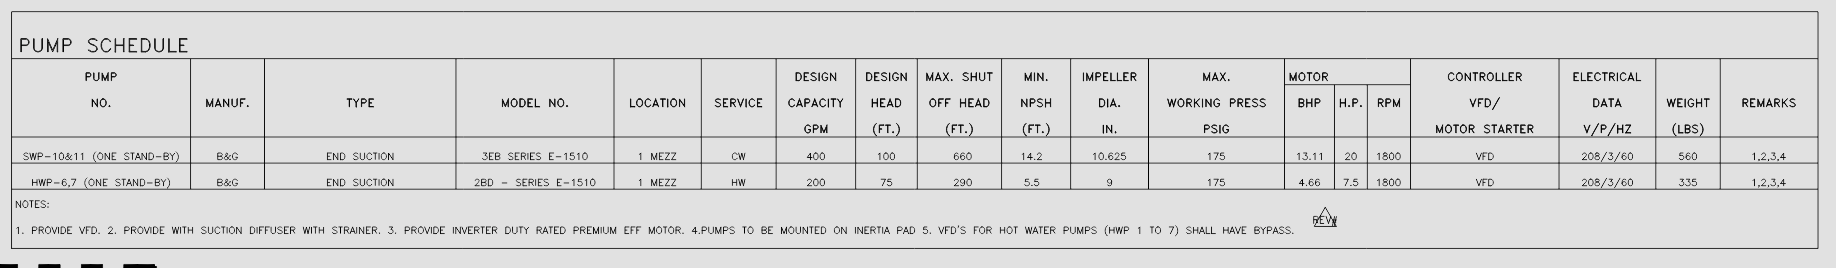 PUMP SCHEDULE
PUMP NO. MANUF. TYPE MODEL NO. LOCATION SERVICE DESIGN CAPACITY GPM DESIGN HEAD (FT.) MAX. SHUT OFF HEAD (FT.) MIN. NPSH (FT.) IMPELLER DIA. IN. MAX. WORKING PRESS PSIG MOTOR BHP H.P. RPM CONTROLLER VFD/ MOTOR STARTER ELECTRICAL DATA V/P/HZ WEIGHT (LBS) REMARKS
SWP-10&11 (ONE STAND-BY) B&G END SUCTION 3EB SERIES E-1510 1 MEZZ CW 400 100 660 14.2 10.625 175 13.11 20 1800 VFD 208/3/60 560 1,2,3,4
HWP-6,7 (ONE STAND-BY) B&G END SUCTION 2BD - SERIES E-1510 1 MEZZ HW 200 75 290 5.5 9 175 4.66 7.5 1800 VFD 208/3/60 335 1,2,3,4
NOTES:
1. PROVIDE VFD. 2. PROVIDE WITH SUCTION DIFFUSER WITH STRAINER. 3. PROVIDE INVERTER DUTY RATED PREMIUM EFF MOTOR. 4.PUMPS TO BE MOUNTED ON INERTIA PAD 5. VFD'S FOR HOT WATER PUMPS (HWP 1 TO 7) SHALL HAVE BYPASS.